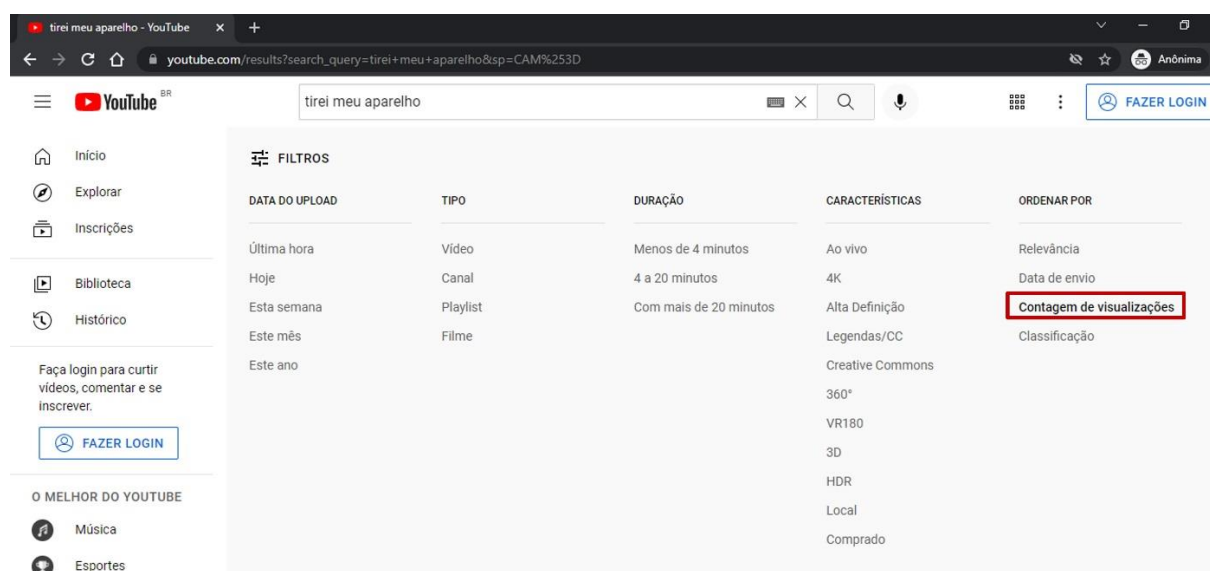 tirei meu aparelho - YouTube
youtube.com/results?search_query=tirei+meu+aparelho&sp=CAM%253D
Anônima
YouTube BR
tirei meu aparelho
FAZER LOGIN
Início
Explorar
Inscrições
Biblioteca
Histórico
Faça login para curtir
vídeos, comentar e se
inscrever.
FAZER LOGIN
O MELHOR DO YOUTUBE
Música
Esportes
FILTROS
DATA DO UPLOAD
Última hora
Hoje
Esta semana
Este mês
Este ano
TIPO
Vídeo
Canal
Playlist
Filme
DURAÇÃO
Menos de 4 minutos
4 a 20 minutos
Com mais de 20 minutos
CARACTERÍSTICAS
Ao vivo
4K
Alta Definição
Legendas/CC
Creative Commons
360°
VR180
3D
HDR
Local
Comprado
ORDENAR POR
Relevância
Data de envio
Contagem de visualizações
Classificação